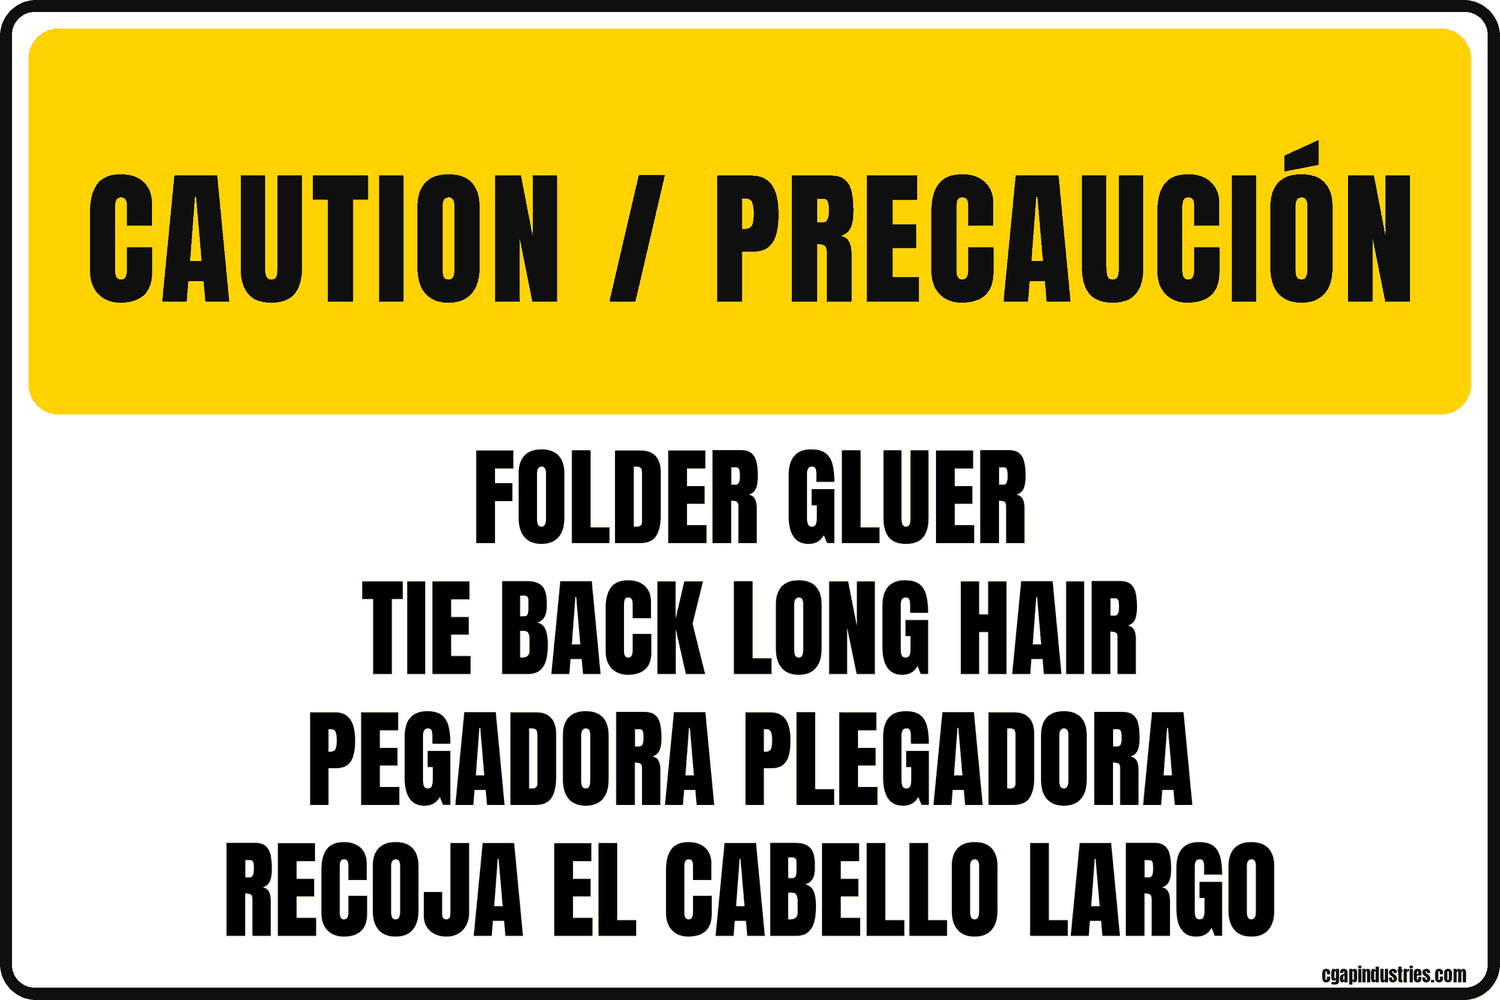 CAUTION / PRECAUCIÓN
FOLDER GLUER
TIE BACK LONG HAIR
PEGADORA PLEGADORA
RECOJA EL CABELLO LARGO
cgapindustries.com